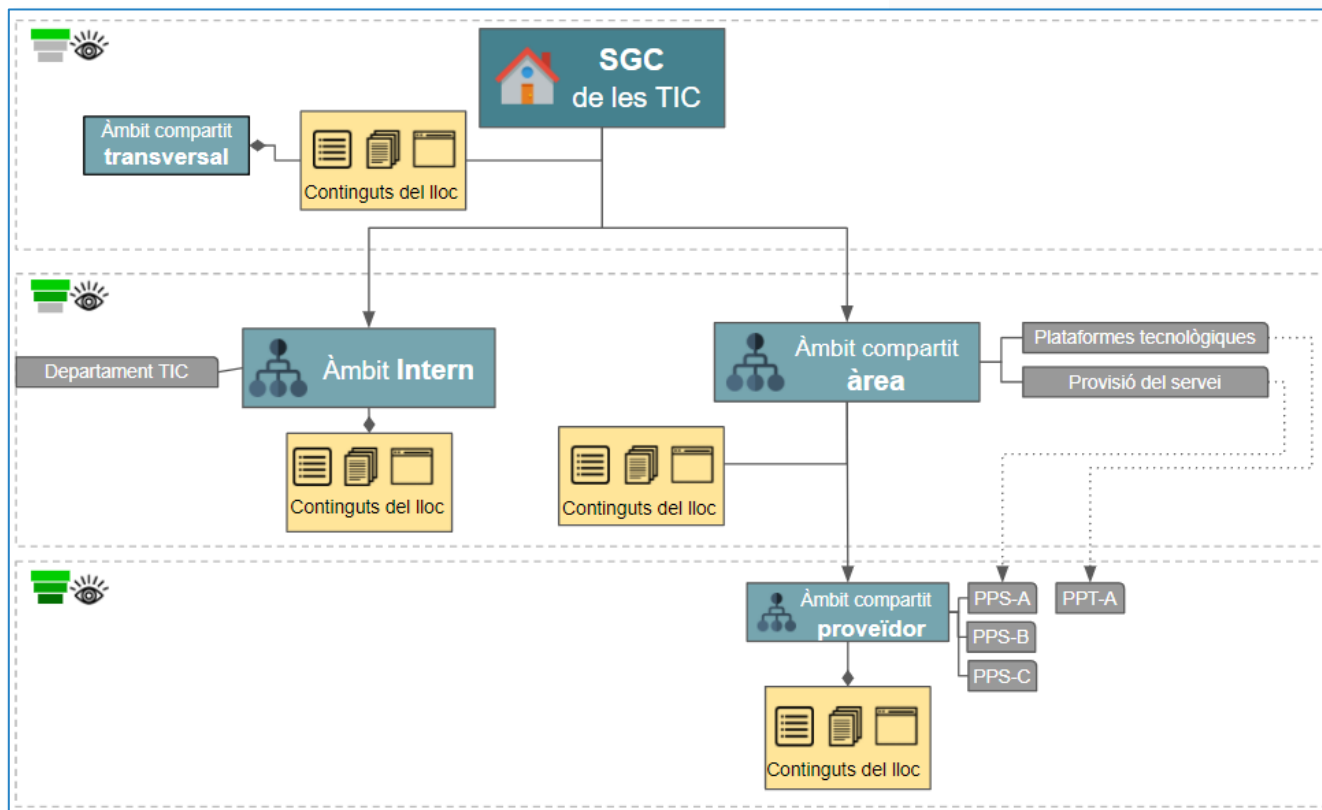 SGC
de les TIC
Àmbit compartit
transversal
Continguts del lloc
Departament TIC
Àmbit Intern
Àmbit compartit
àrea
Plataformes tecnològiques
Provisió del servei
Continguts del lloc
Continguts del lloc
Àmbit compartit
proveïdor
PPS-A
PPT-A
PPS-B
PPS-C
Continguts del lloc